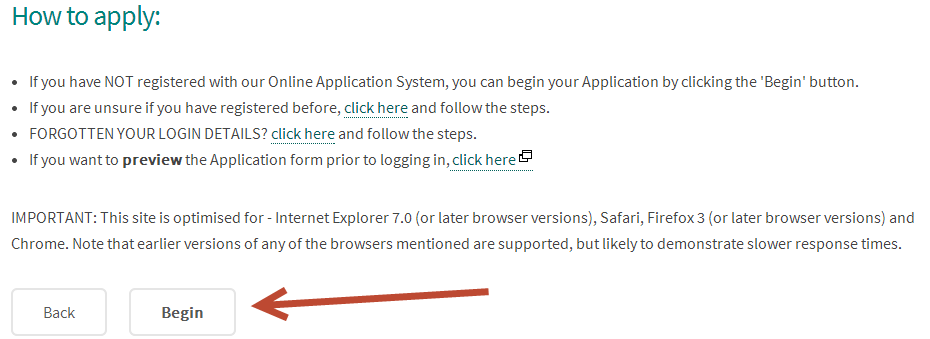 How to apply:
• If you have NOT registered with our Online Application System, you can begin your Application by clicking the 'Begin' button.
• If you are unsure if you have registered before, click here and follow the steps.
• FORGOTTEN YOUR LOGIN DETAILS? click here and follow the steps.
• If you want to preview the Application form prior to logging in, click here
IMPORTANT: This site is optimised for - Internet Explorer 7.0 (or later browser versions), Safari, Firefox 3 (or later browser versions) and
Chrome. Note that earlier versions of any of the browsers mentioned are supported, but likely to demonstrate slower response times.
Back Begin